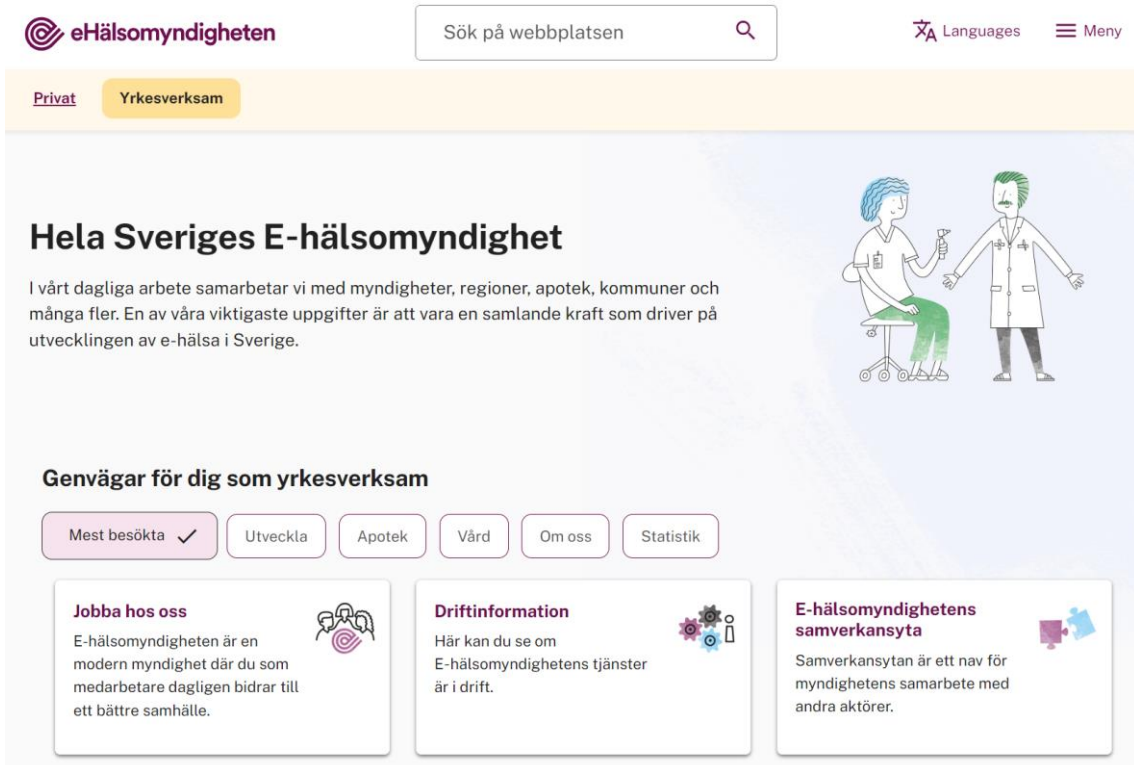 eHälsomyndigheten
Sök på webbplatsen
Languages
Meny
Privat
Yrkesverksam
Hela Sveriges E-hälsomyndighet
I vårt dagliga arbete samarbetar vi med myndigheter, regioner, apotek, kommuner och
många fler. En av våra viktigaste uppgifter är att vara en samlande kraft som driver på
utvecklingen av e-hälsa i Sverige.
Genvägar för dig som yrkesverksam
Mest besökta
Utveckla
Apotek
Vård
Om oss
Statistik
Jobba hos oss
E-hälsomyndigheten är en
modern myndighet där du som
medarbetare dagligen bidrar till
ett bättre samhälle.
Driftinformation
Här kan du se om
E-hälsomyndighetens tjänster
är i drift.
E-hälsomyndighetens
samverkansyta
Samverkansytan är ett nav för
myndighetens samarbete med
andra aktörer.